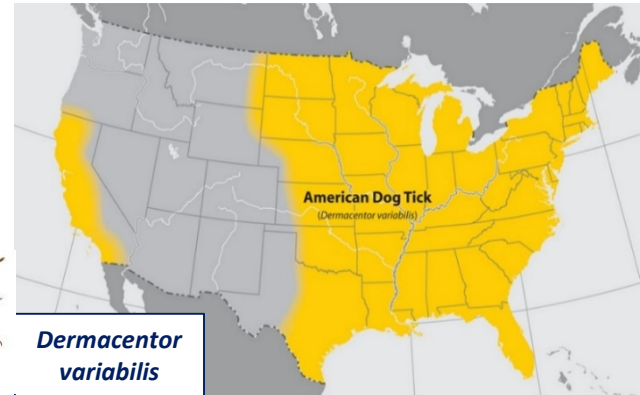 American Dog Tick
(Dermacentor variabilis)
Dermacentor
variabilis